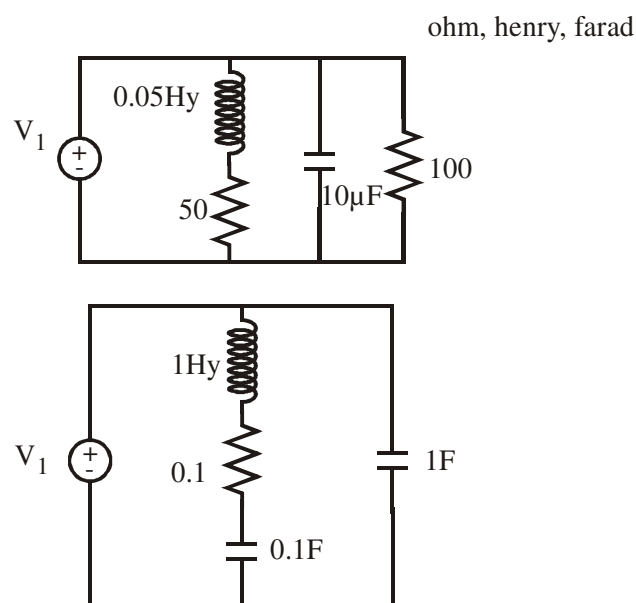 ohm, henry, farad
0.05Hy
V1
+
-
50
10µF
100
1Hy
V1
+
-
0.1
1F
0.1F